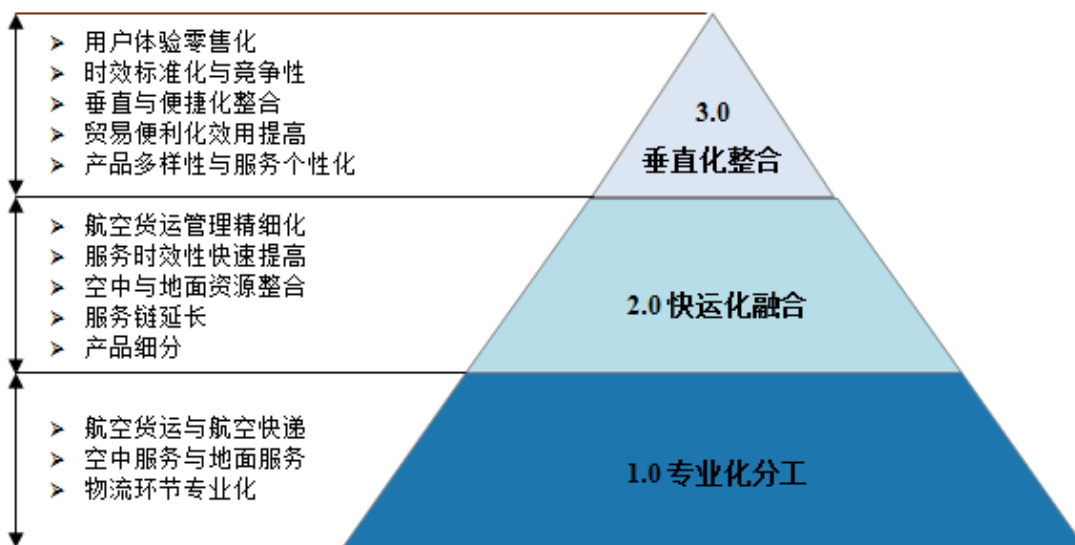 ➢ 用户体验零售化
➢ 时效标准化与竞争性
➢ 垂直与便捷化整合
➢ 贸易便利化效用提高
➢ 产品多样性与服务个性化
3.0
垂直化整合
➢ 航空货运管理精细化
➢ 服务时效性快速提高
➢ 空中与地面资源整合
➢ 服务链延长
➢ 产品细分
2.0 快运化融合
➢ 航空货运与航空快递
➢ 空中服务与地面服务
➢ 物流环节专业化
1.0 专业化分工